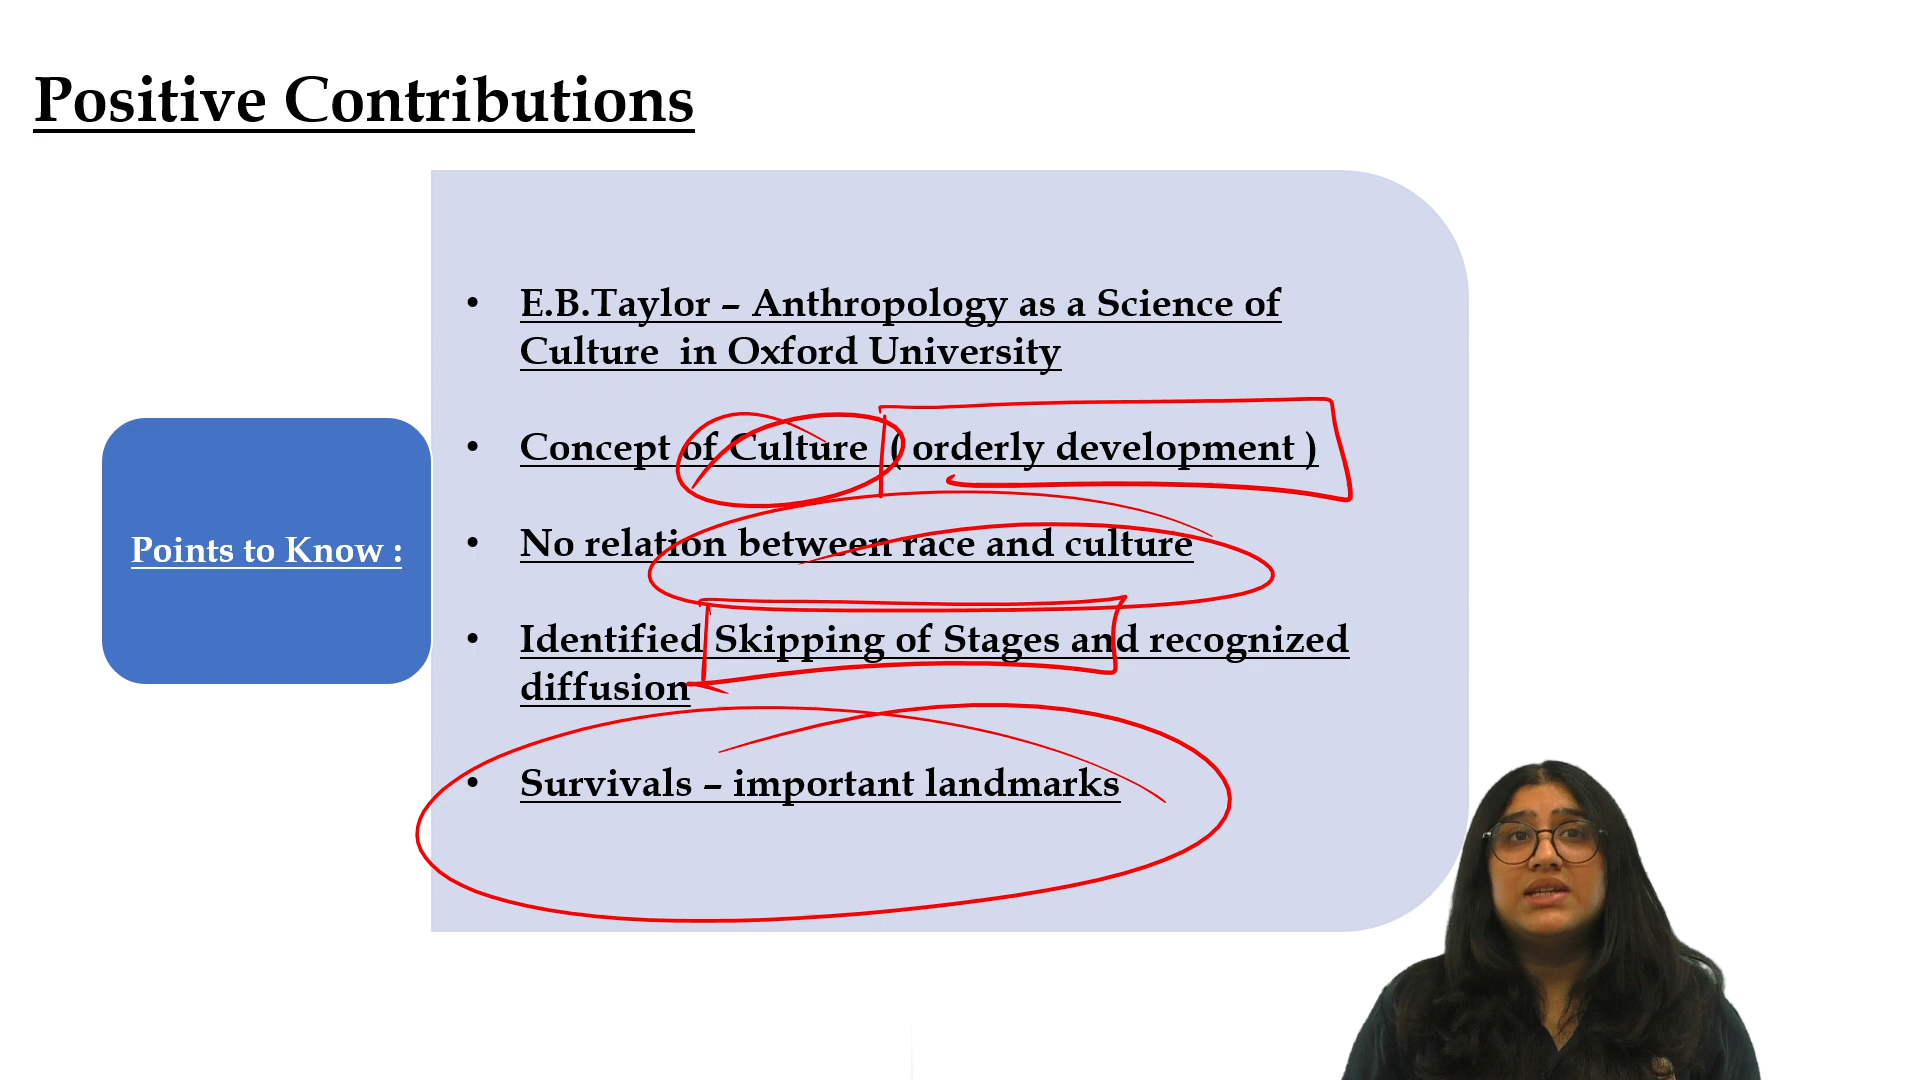 Positive Contributions
Points to Know :
• E.B.Taylor – Anthropology as a Science of
Culture in Oxford University
• Concept of Culture ( orderly development )
• No relation between race and culture
• Identified Skipping of Stages and recognized
diffusion
• Survivals – important landmarks